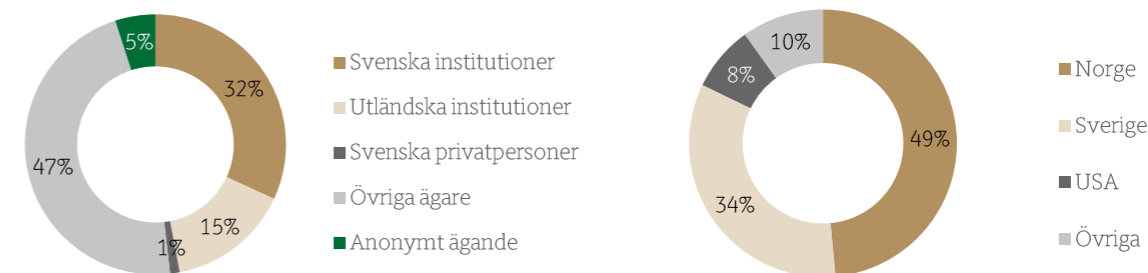 5%
32%
47%
15%
1%
Svenska institutioner
Utländska institutioner
Svenska privatpersoner
Övriga ägare
Anonymt ägande
10%
8%
49%
34%
Norge
Sverige
USA
Övriga